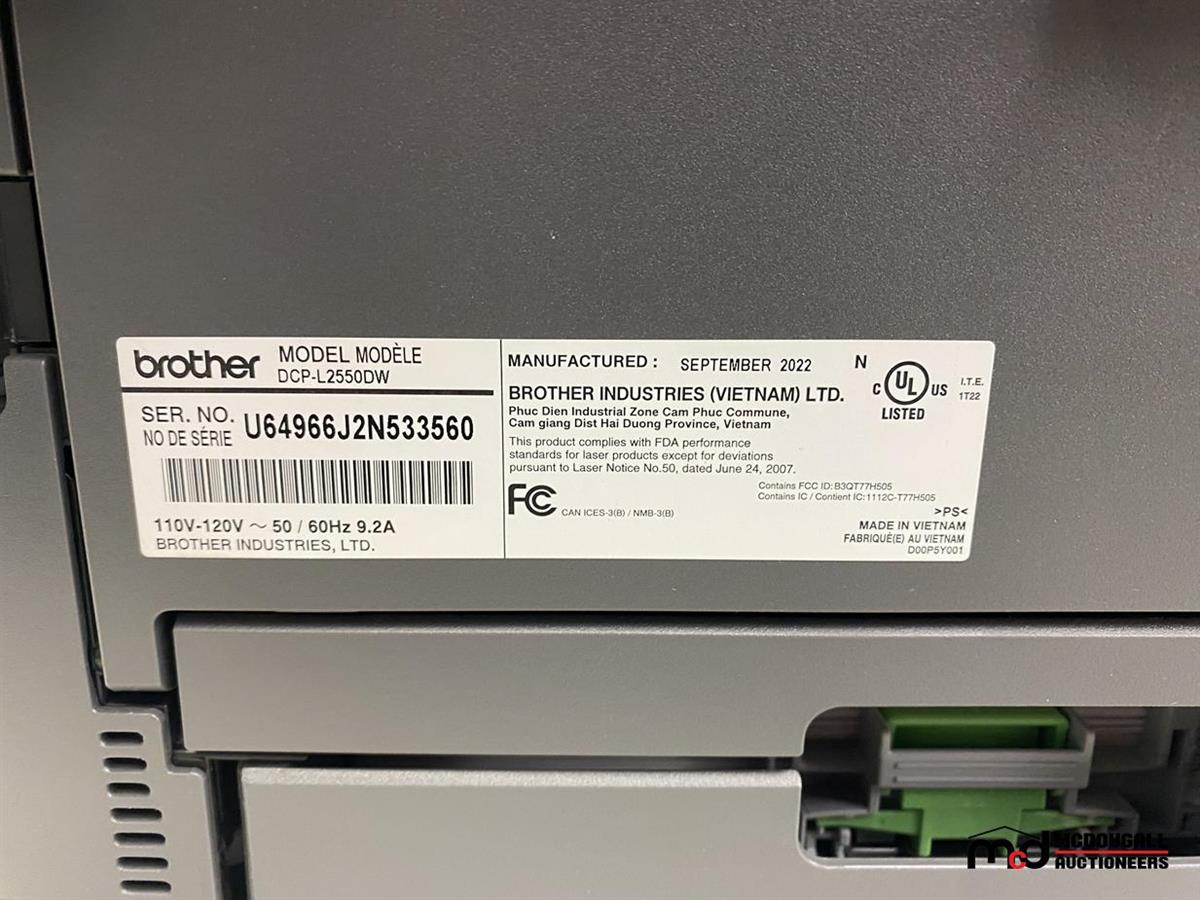 brother
MODEL MODÈLE
DCP-L2550DW
SER. NO.
NO DE SÉRIE
U64966J2N533560
110V-120V ~ 50 / 60Hz 9.2A
BROTHER INDUSTRIES, LTD.
MANUFACTURED : SEPTEMBER 2022 N
BROTHER INDUSTRIES (VIETNAM) LTD.
Phuc Dien Industrial Zone Cam Phuc Commune,
Cam giang Dist Hai Duong Province, Vietnam
This product complies with FDA performance
standards for laser products except for deviations
pursuant to Laser Notice No.50, dated June 24, 2007.
C UL US
LISTED
I.T.E.
1T22
FC
CAN ICES-3(B) / NMB-3(B)
Contains FCC ID: B3QT77H505
Contains IC / Contient IC: 1112C-T77H505
>PS<
MADE IN VIETNAM
FABRIQUÉ(E) AU VIETNAM
D00P5Y001
mcd MCDOUGALL
AUCTIONEERS